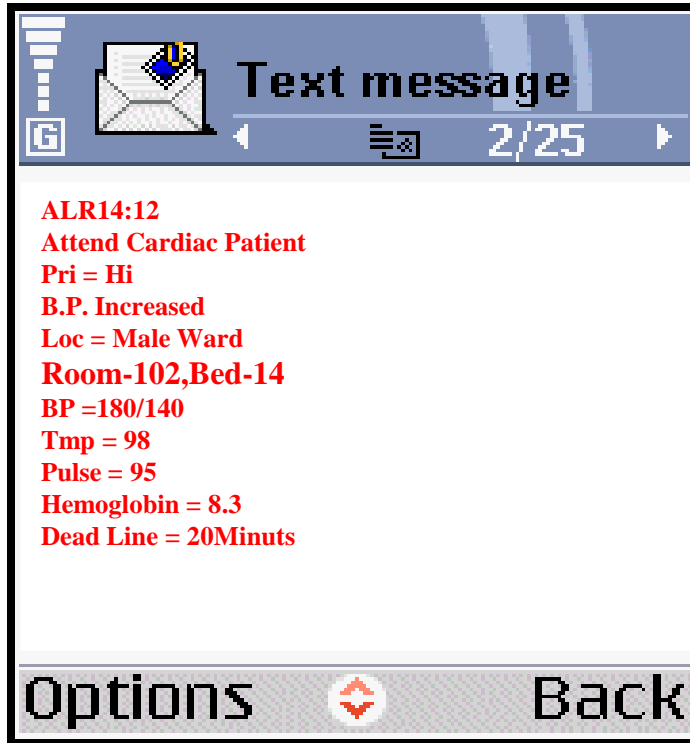 Text message
G
2/25
ALR14:12
Attend Cardiac Patient
Pri = Hi
B.P. Increased
Loc = Male Ward
Room-102,Bed-14
BP =180/140
Tmp = 98
Pulse = 95
Hemoglobin = 8.3
Dead Line = 20Minuts
Options Back